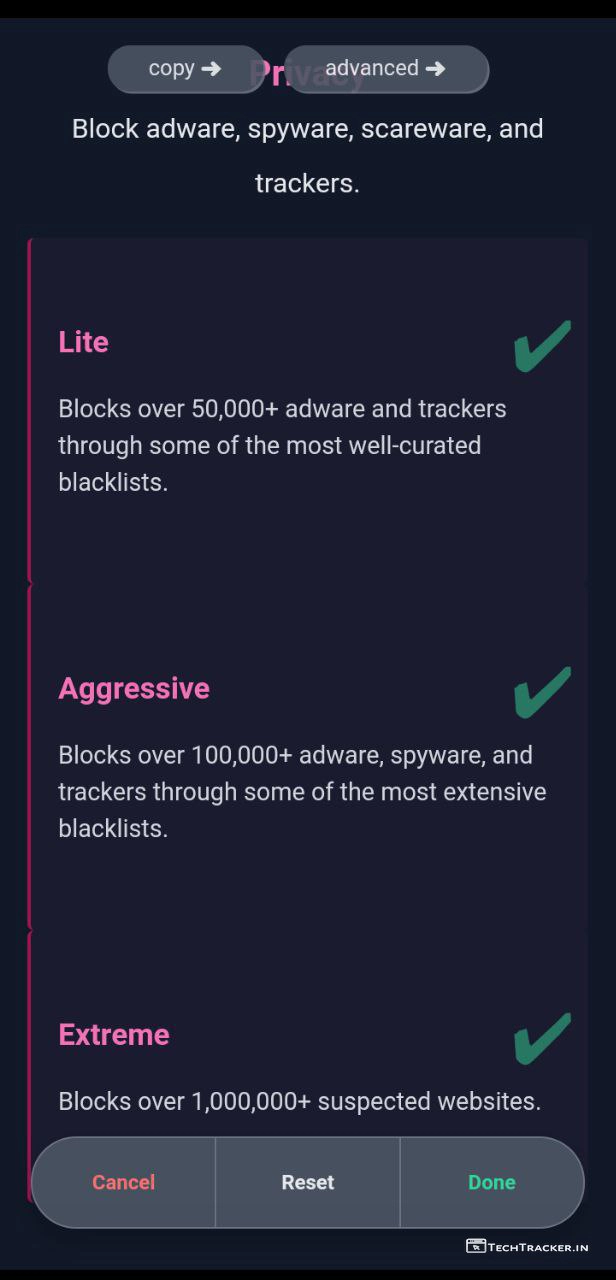 copy ➔ advanced ➔
Privacy
Block adware, spyware, scareware, and
trackers.
Lite
Blocks over 50,000+ adware and trackers
through some of the most well-curated
blacklists.
Aggressive
Blocks over 100,000+ adware, spyware, and
trackers through some of the most extensive
blacklists.
Extreme
Blocks over 1,000,000+ suspected websites.
Cancel Reset Done
TECHTRACKER.IN